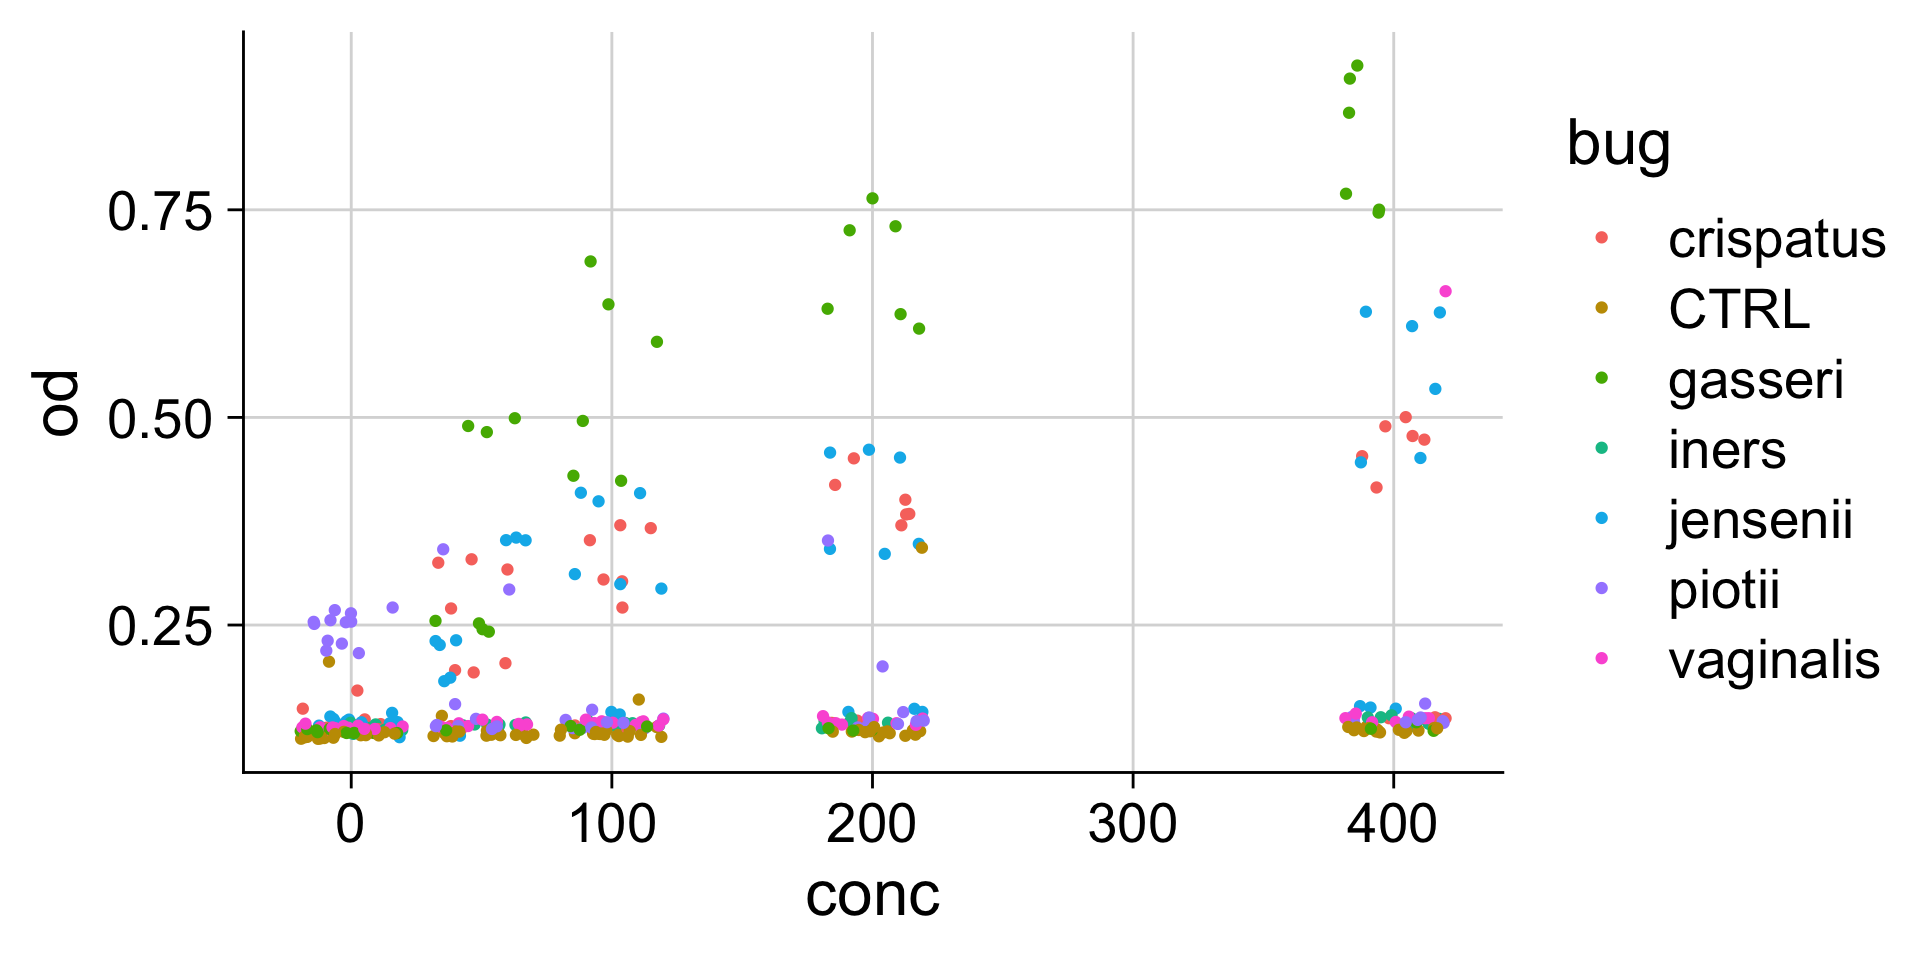 0.75
0.50
0.25
od
0 100 200 300 400
conc
bug
crispatus
CTRL
gasseri
iners
jensenii
piotii
vaginalis